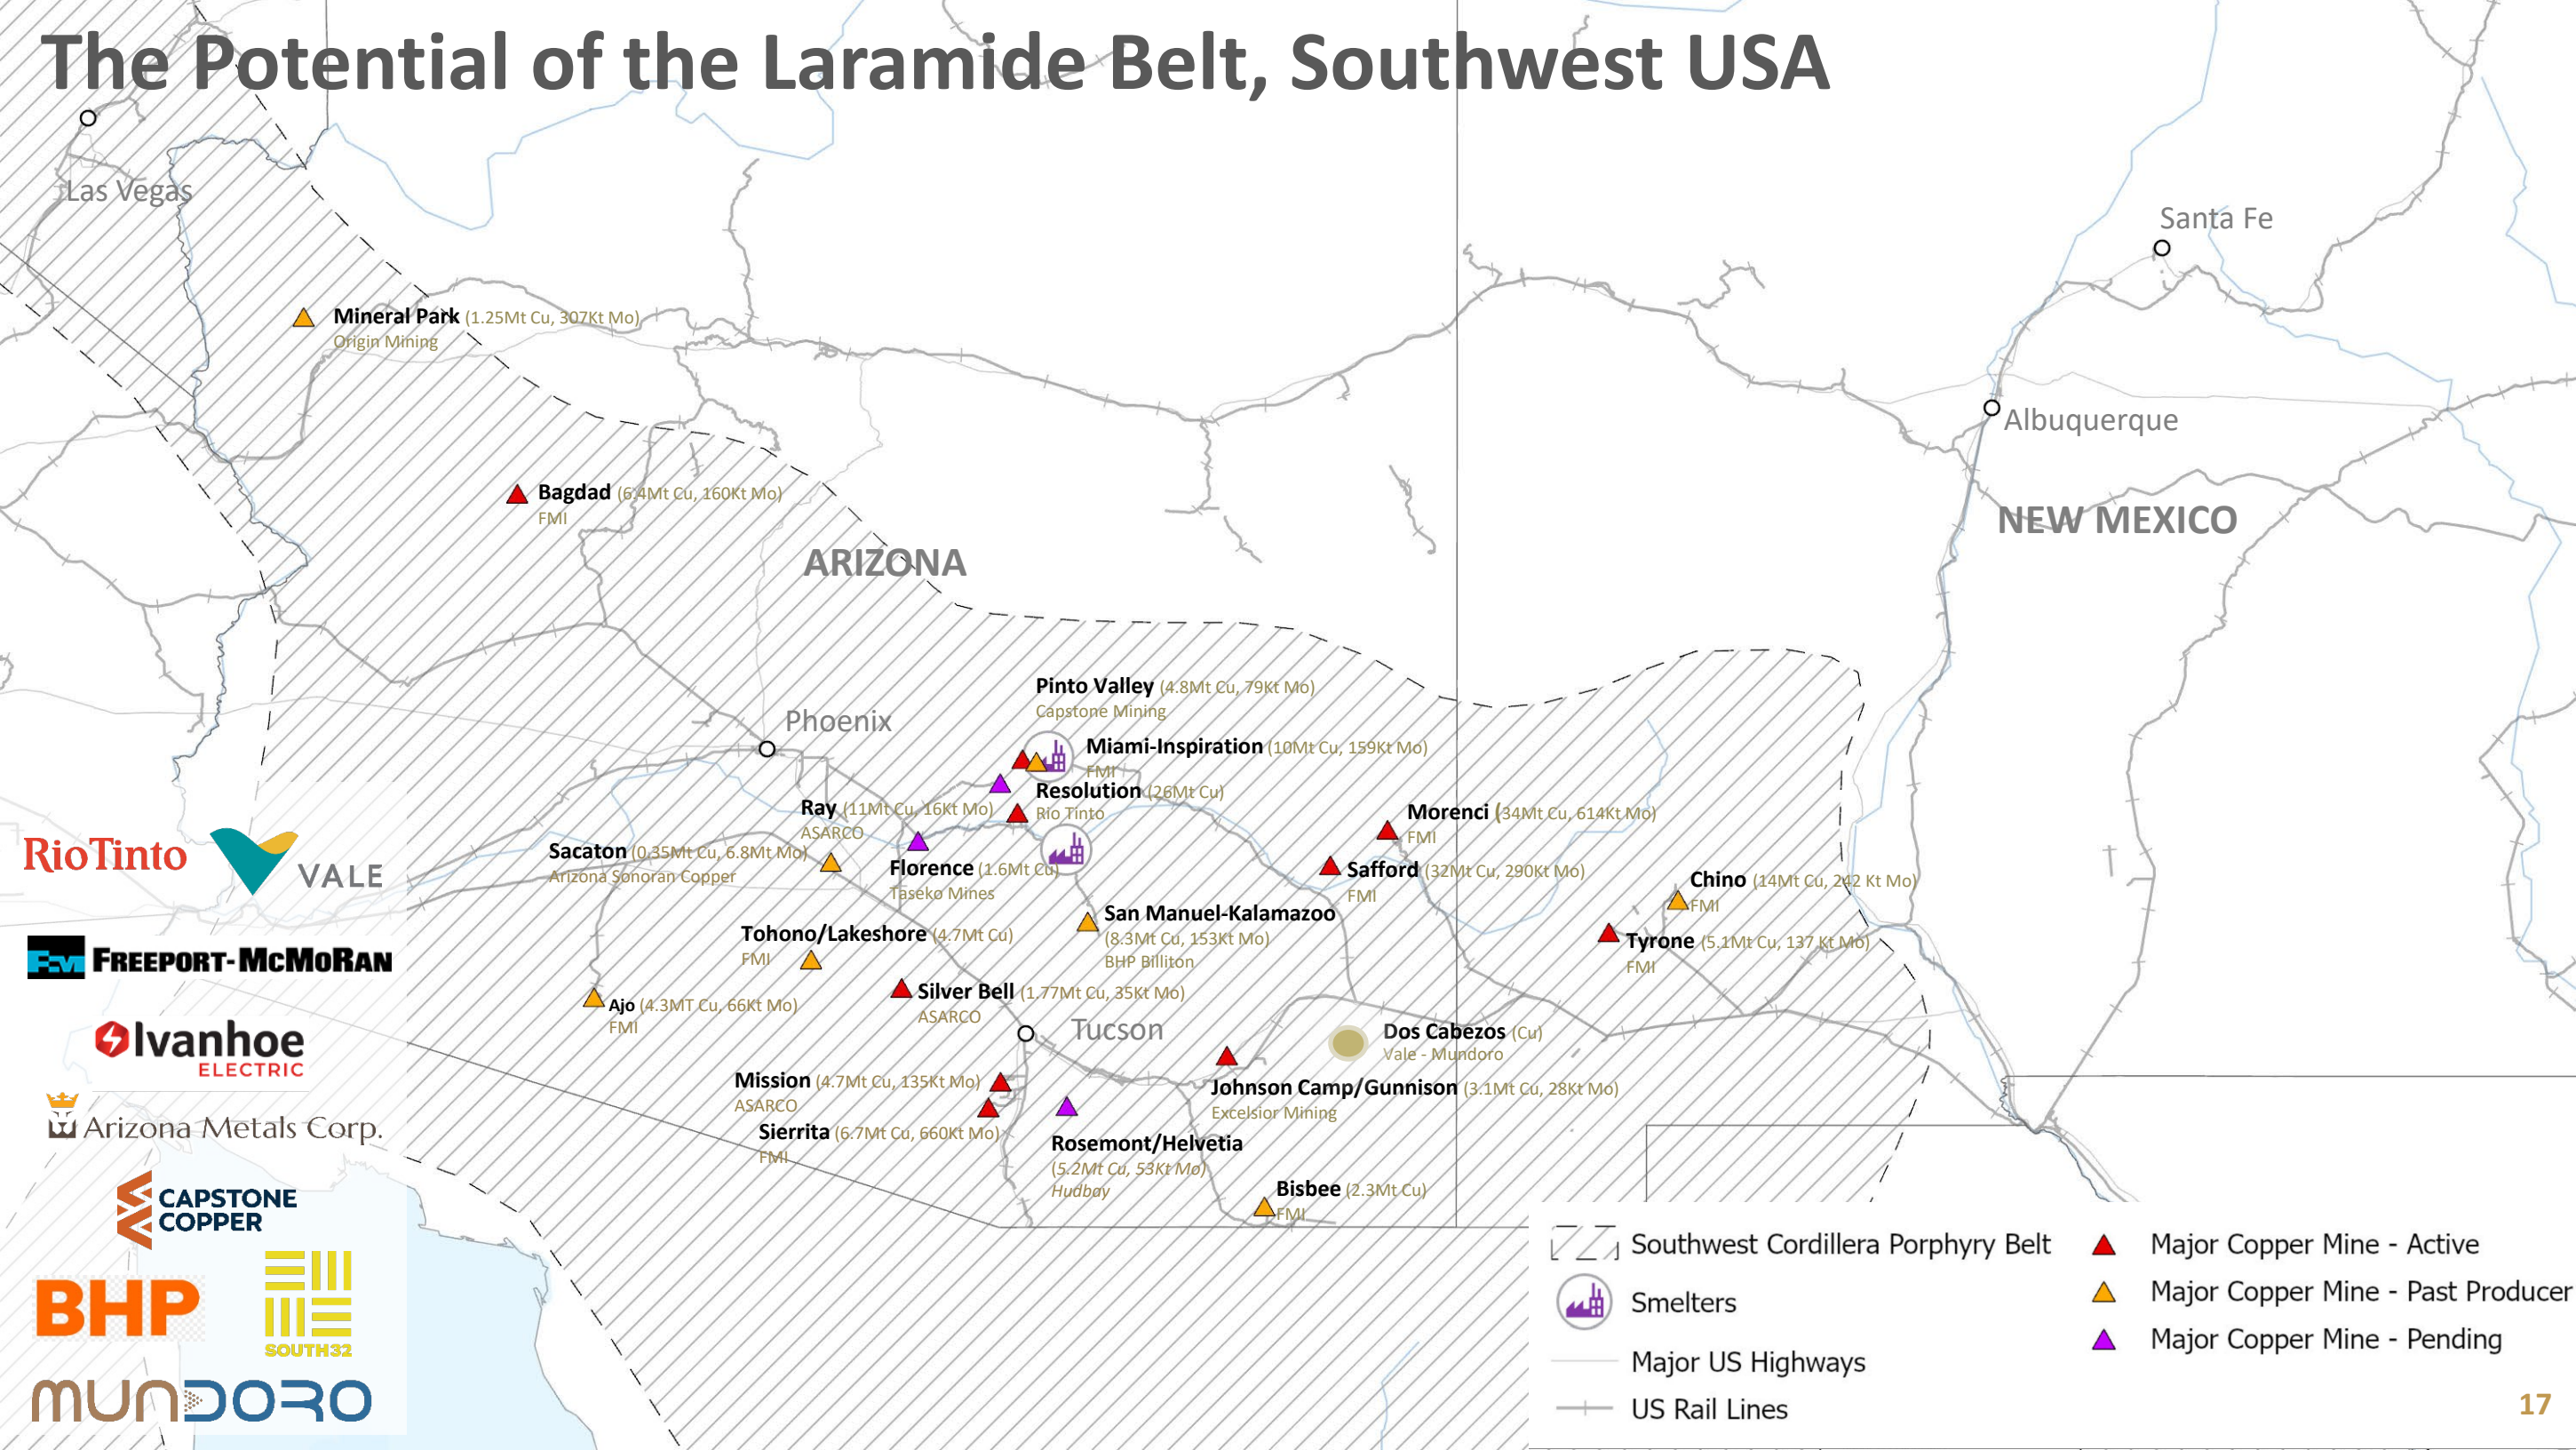 The Potential of the Laramide Belt, Southwest USA
Las Vegas
Santa Fe
Mineral Park (1.25Mt Cu, 307Kt Mo)
Origin Mining
Albuquerque
Bagdad (6.4Mt Cu, 160Kt Mo)
FMI
NEW MEXICO
ARIZONA
Pinto Valley (4.8Mt Cu, 79Kt Mo)
Capstone Mining
Phoenix
Miami-Inspiration (10Mt Cu, 159Kt Mo)
FMI
Resolution (26Mt Cu)
Rio Tinto
Ray (11Mt Cu, 16Kt Mo)
ASARCO
Morenci (34Mt Cu, 614Kt Mo)
FMI
Sacaton (0.35Mt Cu, 6.8Mt Mo)
Arizona Sonoran Copper
Florence (1.6Mt Cu)
Taseko Mines
Safford (32Mt Cu, 290Kt Mo)
FMI
Chino (14Mt Cu, 242 Kt Mo)
FMI
San Manuel-Kalamazoo
(8.3Mt Cu, 153Kt Mo)
BHP Billiton
Tohono/Lakeshore (4.7Mt Cu)
FMI
Tyrone (5.1Mt Cu, 137 Kt Mo)
FMI
Silver Bell (1.77Mt Cu, 35Kt Mo)
ASARCO
Ajo (4.3MT Cu, 66Kt Mo)
FMI
Tucson
Dos Cabezos (Cu)
Vale - Mundoro
Mission (4.7Mt Cu, 135Kt Mo)
ASARCO
Johnson Camp/Gunnison (3.1Mt Cu, 28Kt Mo)
Excelsior Mining
Sierrita (6.7Mt Cu, 660Kt Mo)
FMI
Rosemont/Helvetia
(5.2Mt Cu, 53Kt Mo)
Hudbay
Bisbee (2.3Mt Cu)
FMI
RioTinto
VALE
FMI FREEPORT-MCMORAN
Ivanhoe
ELECTRIC
Arizona Metals Corp.
CAPSTONE
COPPER
BHP
SOUTH32
MUNDORO
Southwest Cordillera Porphyry Belt
Smelters
Major US Highways
US Rail Lines
Major Copper Mine - Active
Major Copper Mine - Past Producer
Major Copper Mine - Pending
17